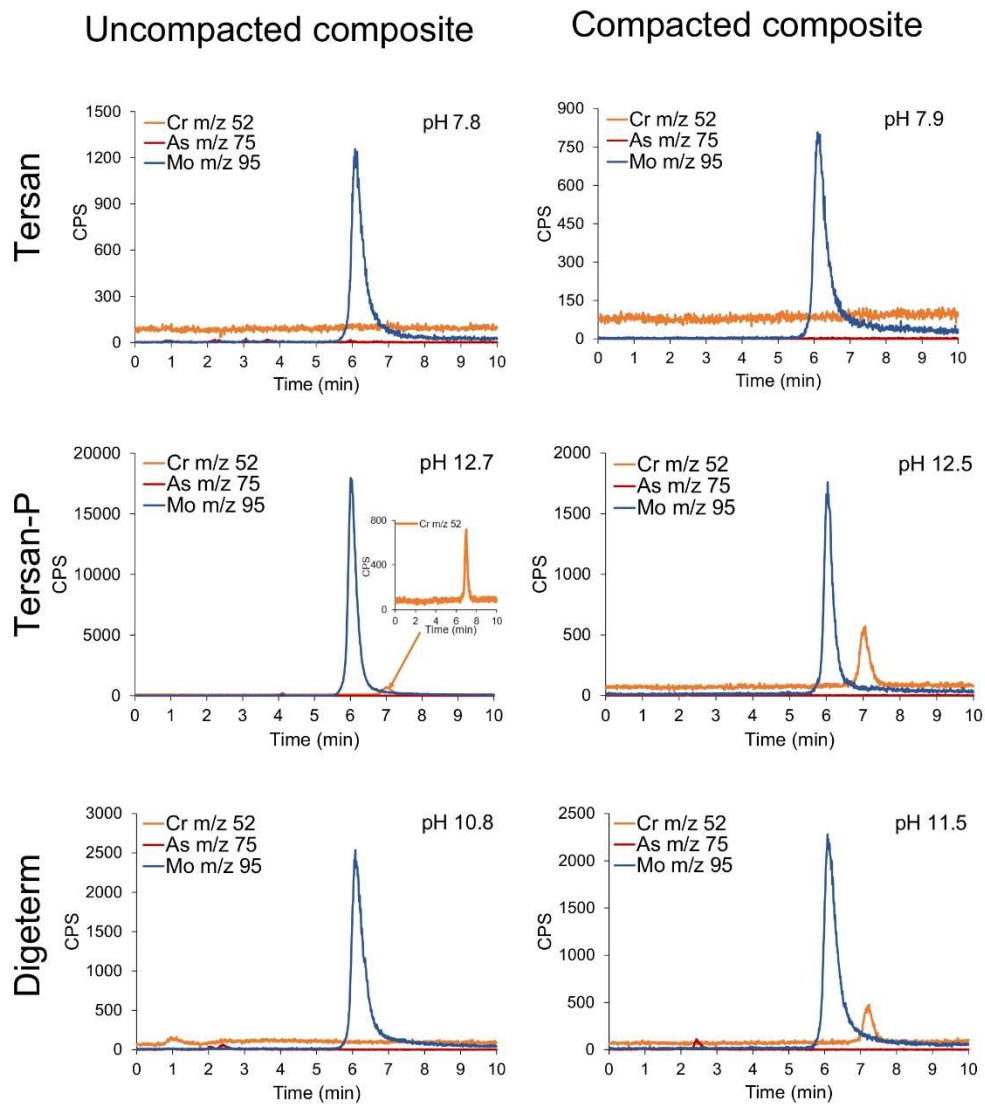 Uncompacted composite
Compacted composite
Tersan
1500
1200
900
600
300
0
CPS
Cr m/z 52
As m/z 75
Mo m/z 95
pH 7.8
0 1 2 3 4 5 6 7 8 9 10
Time (min)
900
750
600
450
300
150
0
CPS
Cr m/z 52
As m/z 75
Mo m/z 95
pH 7.9
0 1 2 3 4 5 6 7 8 9 10
Time (min)
Tersan-P
20000
15000
10000
5000
0
CPS
Cr m/z 52
As m/z 75
Mo m/z 95
pH 12.7
800
400
0
CPS
Cr m/z 52
0 2 4 6 8 10
Time (min)
0 1 2 3 4 5 6 7 8 9 10
Time (min)
2000
1500
1000
500
0
CPS
Cr m/z 52
As m/z 75
Mo m/z 95
pH 12.5
0 1 2 3 4 5 6 7 8 9 10
Time (min)
Digeterm
3000
2500
2000
1500
1000
500
0
CPS
Cr m/z 52
As m/z 75
Mo m/z 95
pH 10.8
0 1 2 3 4 5 6 7 8 9 10
Time (min)
2500
2000
1500
1000
500
0
CPS
Cr m/z 52
As m/z 75
Mo m/z 95
pH 11.5
0 1 2 3 4 5 6 7 8 9 10
Time (min)